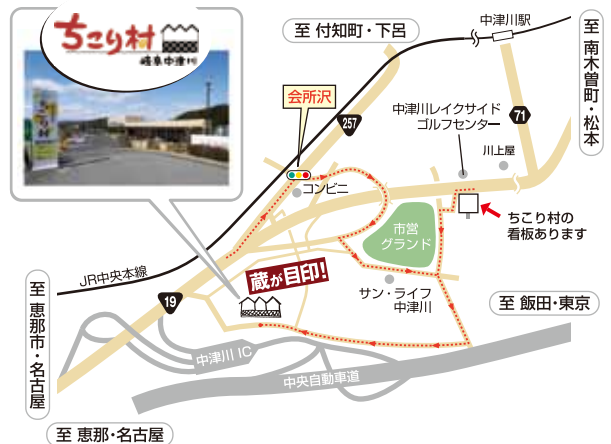 ちこり村
岐阜中津川
ちこり村
至 付知町・下呂
中津川駅
至 南木曽町・松本
会所沢
257
中津川レイクサイド
ゴルフセンター
71
川上屋
コンビニ
市営
グランド
ちこり村の
看板あります
JR中央本線
蔵が目印!
サン・ライフ
中津川
19
至 恵那市・名古屋
至 飯田・東京
中津川 IC
中央自動車道
至 恵那・名古屋